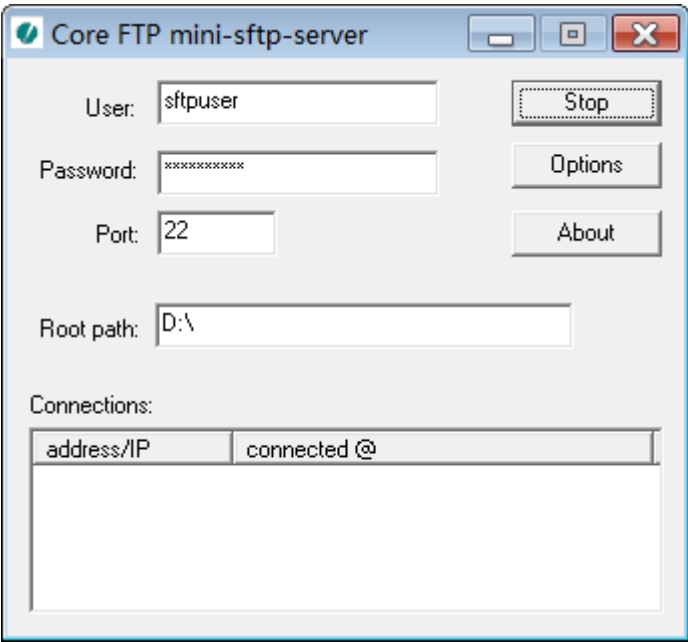 Core FTP mini-sftp-server
User: sftpuser Stop
Password: ********** Options
Port: 22 About
Root path: D:\
Connections:
address/IP connected @